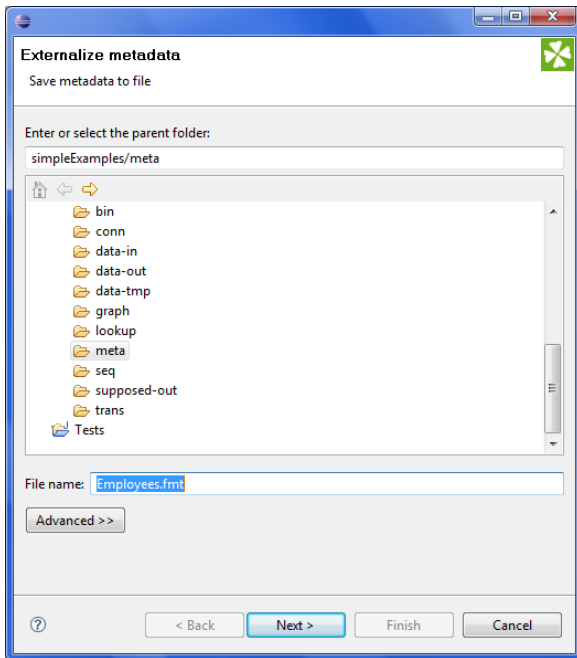 Externalize metadata
Save metadata to file
Enter or select the parent folder:
simpleExamples/meta
bin
conn
data-in
data-out
data-tmp
graph
lookup
meta
seq
supposed-out
trans
Tests
File name: Employees.fmt
Advanced >>
? < Back Next > Finish Cancel